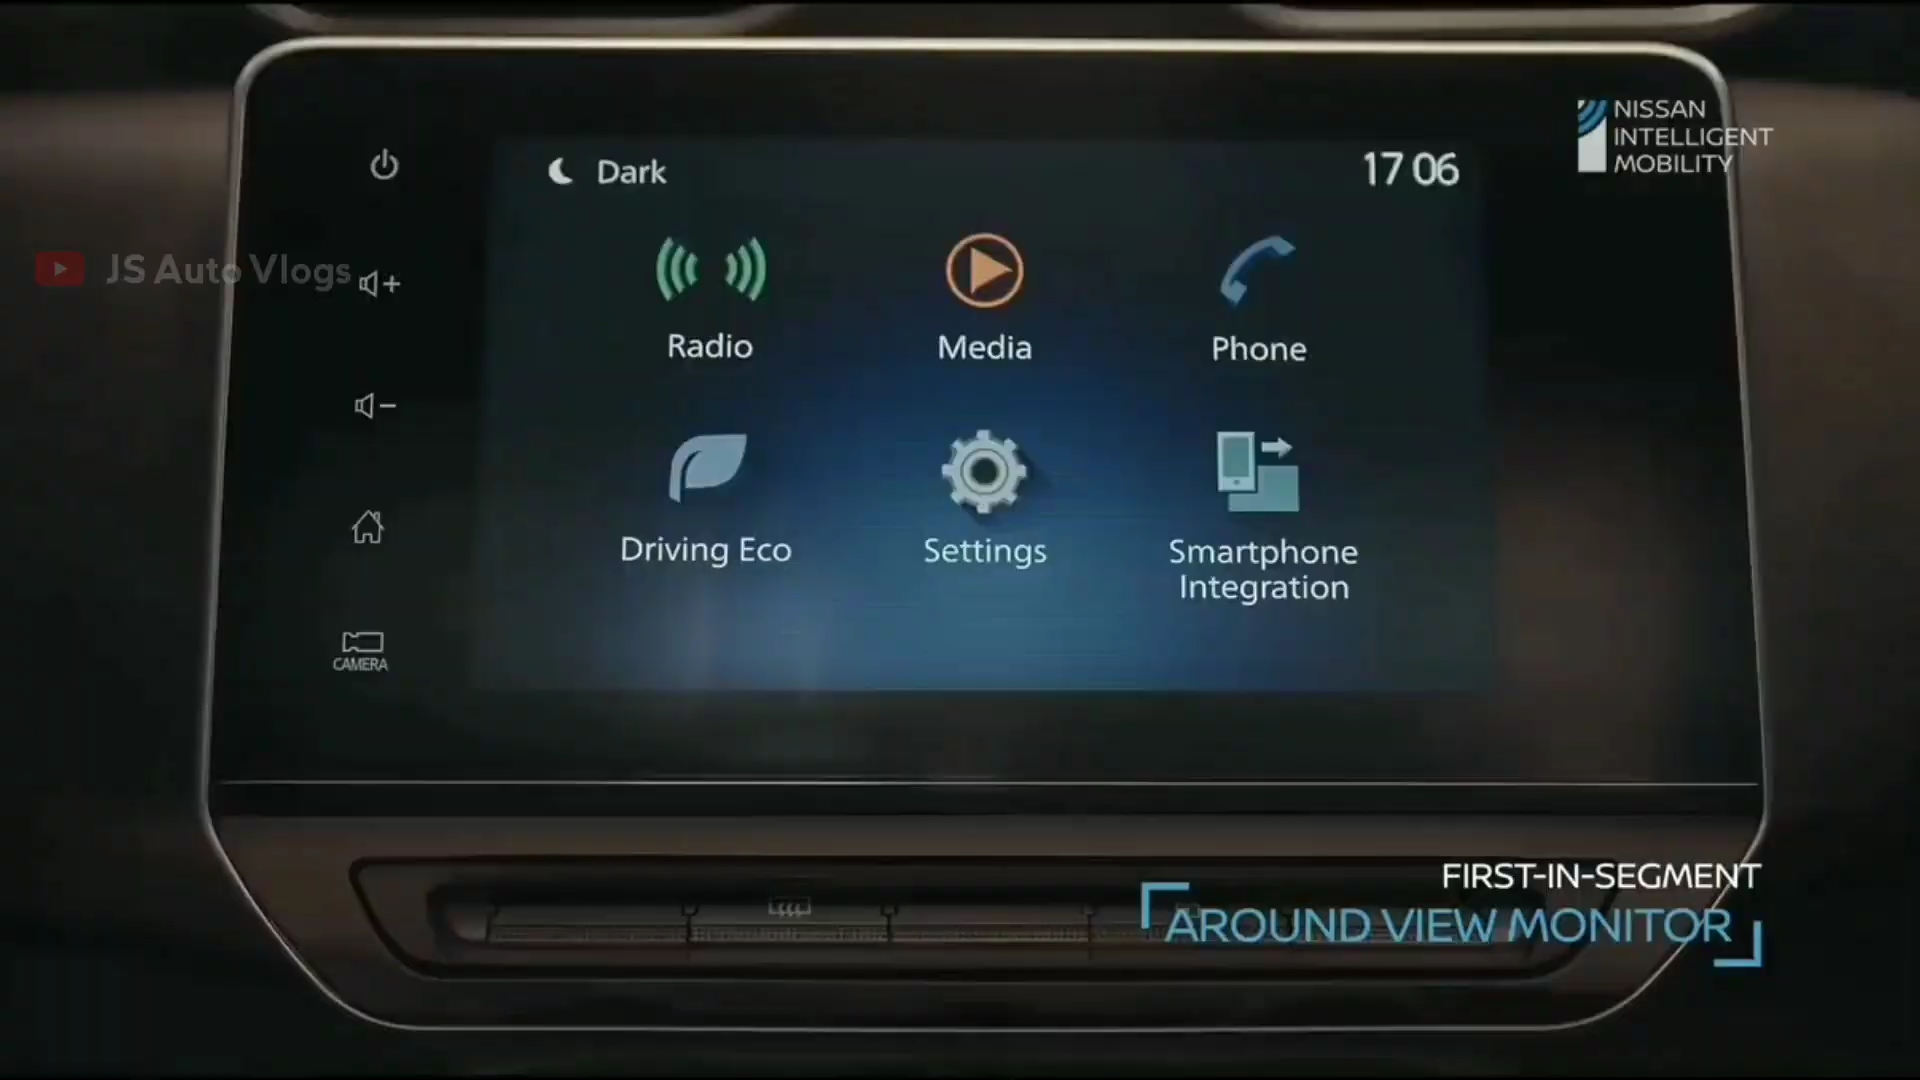 NISSAN
INTELLIGENT
MOBILITY
Dark
17 06
JS Auto Vlogs
Radio
Media
Phone
Driving Eco
Settings
Smartphone
Integration
CAMERA
FIRST-IN-SEGMENT
AROUND VIEW MONITOR